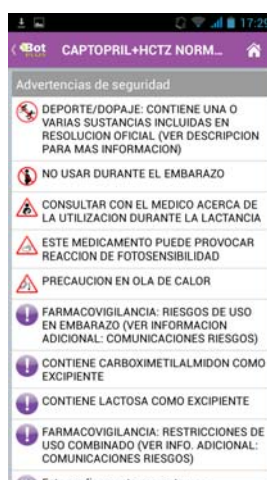 17:29
Bot PLUS CAPTOPRIL+HCTZ NORM...
Advertencias de seguridad
DEPORTE/DOPAJE: CONTIENE UNA O
VARIAS SUSTANCIAS INCLUIDAS EN
RESOLUCION OFICIAL (VER DESCRIPCION
PARA MAS INFORMACION)
NO USAR DURANTE EL EMBARAZO
CONSULTAR CON EL MEDICO ACERCA DE
LA UTILIZACION DURANTE LA LACTANCIA
ESTE MEDICAMENTO PUEDE PROVOCAR
REACCION DE FOTOSENSIBILIDAD
PRECAUCION EN OLA DE CALOR
FARMACOVIGILANCIA: RIESGOS DE USO
EN EMBARAZO (VER INFORMACION
ADICIONAL: COMUNICACIONES RIESGOS)
CONTIENE CARBOXIMETILALMIDON COMO
EXCIPIENTE
CONTIENE LACTOSA COMO EXCIPIENTE
FARMACOVIGILANCIA: RESTRICCIONES DE
USO COMBINADO (VER INFO. ADICIONAL:
COMUNICACIONES RIESGOS)